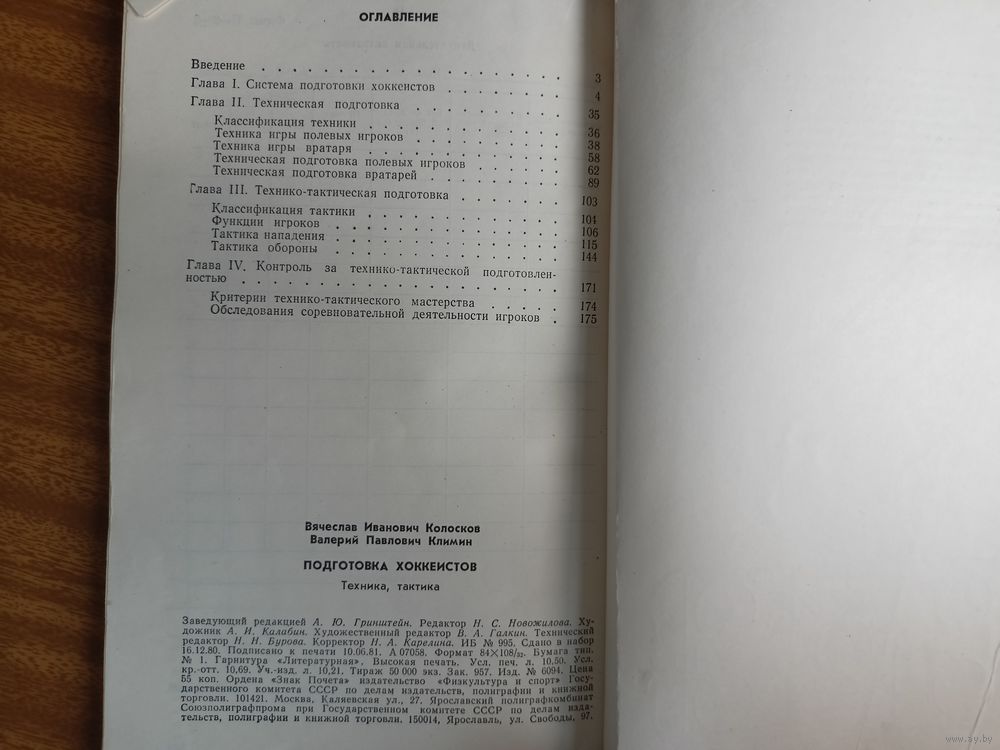 ОГЛАВЛЕНИЕ
Введение . . . . . . . . . . . . . . . . . . 3
Глава I. Система подготовки хоккеистов . . . . . . . . 4
Глава II. Техническая подготовка . . . . . . . . . . 35
Классификация техники . . . . . . . . . . . . 36
Техника игры полевых игроков . . . . . . . . . . 38
Техника игры вратаря . . . . . . . . . . . . 58
Техническая подготовка полевых игроков . . . . . . . 62
Техническая подготовка вратарей . . . . . . . . . 89
Глава III. Технико-тактическая подготовка . . . . . . . 103
Классификация тактики . . . . . . . . . . . . 104
Функции игроков . . . . . . . . . . . . . . 106
Тактика нападения . . . . . . . . . . . . . 115
Тактика обороны . . . . . . . . . . . . . . 144
Глава IV. Контроль за технико-тактической подготовлен-
ностью . . . . . . . . . . . . . . . . . . 171
Критерии технико-тактического мастерства . . . . . 174
Обследования соревновательной деятельности игроков . 175
Вячеслав Иванович Колосков
Валерий Павлович Климин
ПОДГОТОВКА ХОККЕИСТОВ
Техника, тактика
Заведующий редакцией А. Ю. Гринштейн. Редактор Н. С. Новожилова. Ху-
дожник А. И. Калабин. Художественный редактор В. А. Галкин. Технический
редактор Н. Н. Бурова. Корректор Н. А. Карелина. ИБ № 995. Сдано в набор
16.12.80. Подписано к печати 10.06.81. А 07058. Формат 84×108/32. Бумага тип.
№ 1. Гарнитура «Литературная». Высокая печать. Усл. печ. л. 10,50. Усл.
кр.-отт. 10,69. Уч.-изд. л. 10,21. Тираж 50 000 экз. Зак. 957. Изд. № 6094. Цена
55 коп. Ордена «Знак Почета» издательство «Физкультура и спорт» Госу-
дарственного комитета СССР по делам издательств, полиграфии и книжной
торговли. 101421. Москва, Каляевская ул., 27. Ярославский полиграфкомбинат
Союзполиграфпрома при Государственном комитете СССР по делам изда-
тельств, полиграфии и книжной торговли. 150014, Ярославль, ул. Свободы, 97.
www.ay.by